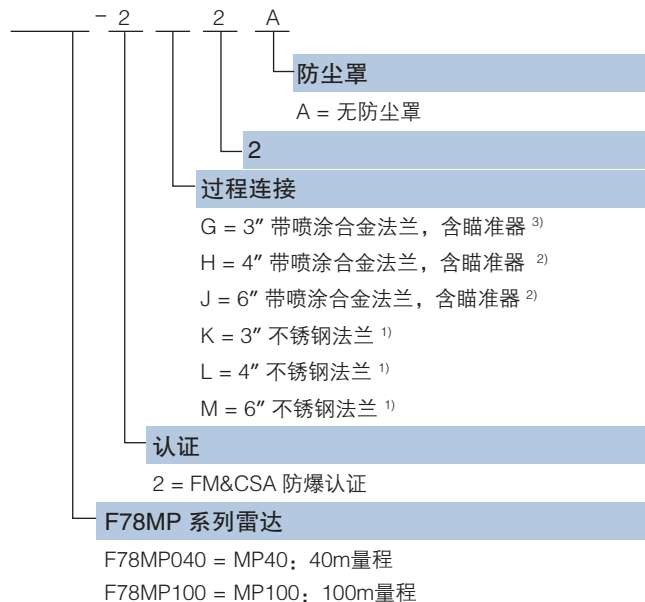 - 2 2 A
防尘罩
A = 无防尘罩
2
过程连接
G = 3″ 带喷涂合金法兰，含瞄准器 3)
H = 4″ 带喷涂合金法兰，含瞄准器 2)
J = 6″ 带喷涂合金法兰，含瞄准器 2)
K = 3″ 不锈钢法兰 1)
L = 4″ 不锈钢法兰 1)
M = 6″ 不锈钢法兰 1)
认证
2 = FM&CSA 防爆认证
F78MP 系列雷达
F78MP040 = MP40：40m量程
F78MP100 = MP100：100m量程